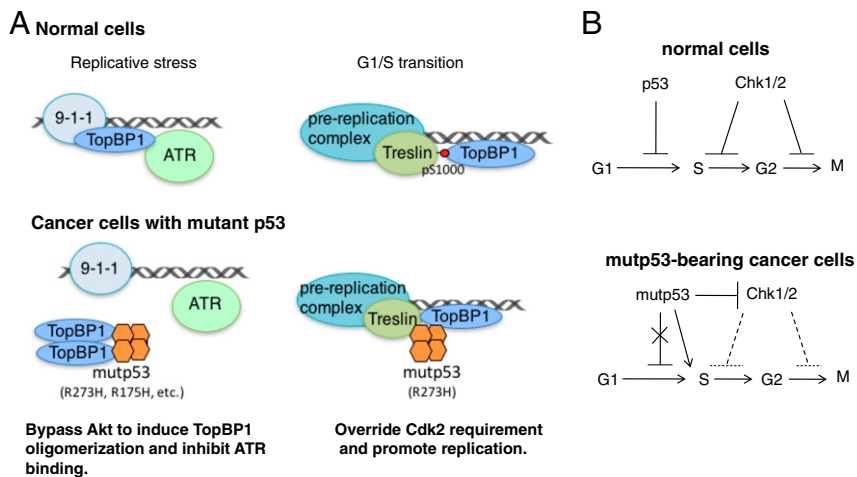 A Normal cells
Replicative stress
G1/S transition
9-1-1
TopBP1
ATR
pre-replication
complex
Treslin
TopBP1
pS1000
Cancer cells with mutant p53
9-1-1
ATR
TopBP1
TopBP1
mutp53
(R273H, R175H, etc.)
pre-replication
complex
Treslin
TopBP1
mutp53
(R273H)
Bypass Akt to induce TopBP1
oligomerization and inhibit ATR
binding.
Override Cdk2 requirement
and promote replication.
B
normal cells
p53
Chk1/2
G1
S
G2
M
mutp53-bearing cancer cells
mutp53
Chk1/2
G1
S
G2
M